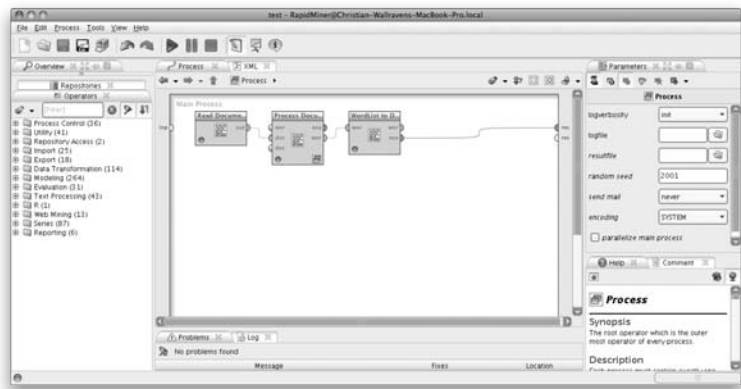 test – RapidMiner@Christian-Wallravens-MacBook-Pro.local
File Edit Process Tools View Help
Overview
Repositories
Operators
[Filter]
Process Control (36)
Utility (41)
Repository Access (2)
Import (25)
Export (18)
Data Transformation (114)
Modeling (264)
Evaluation (31)
Text Processing (43)
R (1)
Web Mining (13)
Series (87)
Reporting (6)
Process
XML
Process
Main Process
Read Docume...
Process Docu...
WordList to D...
inp
out
res
res
Problems
Log
No problems found
Message Fixes Location
Parameters
Process
logverbosity init
logfile
resultfile
random seed 2001
send mail never
encoding SYSTEM
parallelize main process
Help
Comment
Process
Synopsis
The root operator which is the outer
most operator of every process.
Description